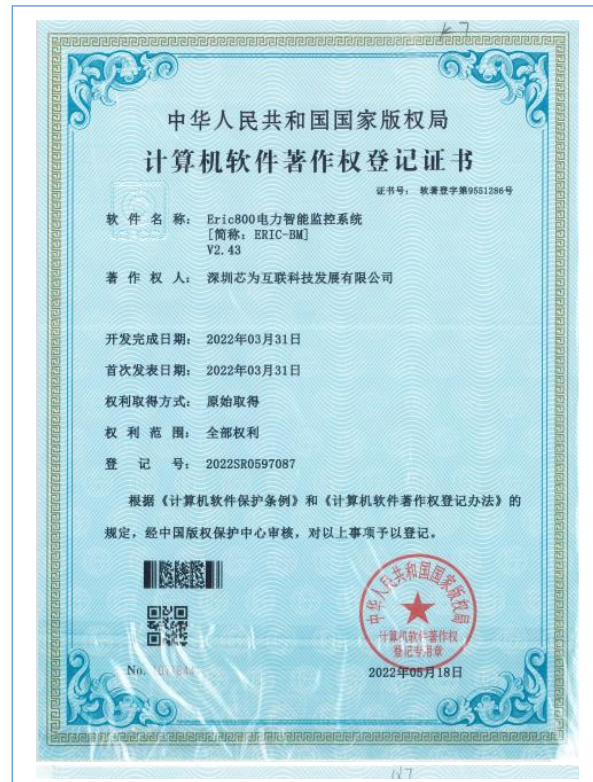 中华人民共和国国家版权局
计算机软件著作权登记证书
证书号： 软著登字第9551286号
软件名称： Eric800电力智能监控系统
[简称：ERIC-BM]
V2.43
著作权人： 深圳芯为互联科技发展有限公司
开发完成日期： 2022年03月31日
首次发表日期： 2022年03月31日
权利取得方式： 原始取得
权利范围： 全部权利
登记号： 2022SR0597087
根据《计算机软件保护条例》和《计算机软件著作权登记办法》的
规定，经中国版权保护中心审核，对以上事项予以登记。
中华人民共和国国家版权局
计算机软件著作权
登记专用章
No.
2022年05月18日